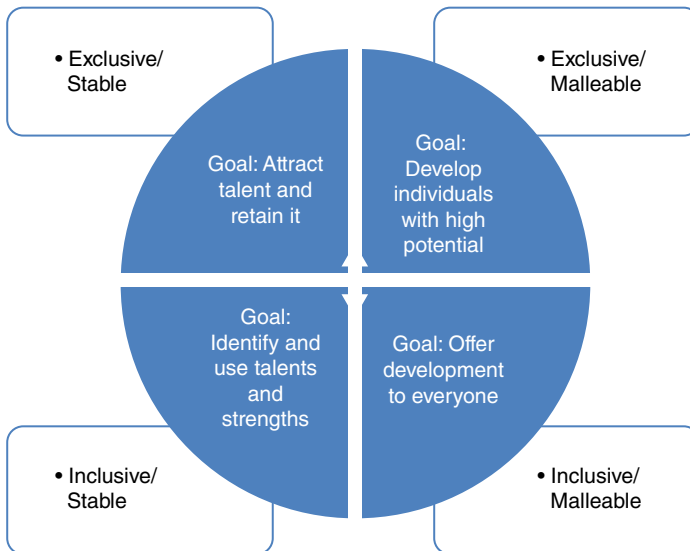 • Exclusive/
Stable
• Exclusive/
Malleable
Goal: Attract
talent and
retain it
Goal:
Develop
individuals
with high
potential
Goal:
Identify and
use talents
and
strengths
Goal: Offer
development
to everyone
• Inclusive/
Stable
• Inclusive/
Malleable